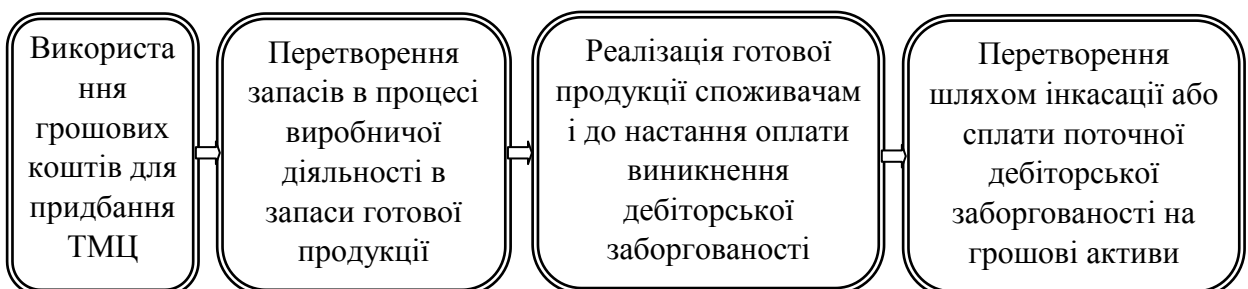 Використа
ння
грошових
коштів для
придбання
ТМЦ
Перетворення
запасів в процесі
виробничої
діяльності в
запаси готової
продукції
Реалізація готової
продукції споживачам
і до настання оплати
виникнення
дебіторської
заборгованості
Перетворення
шляхом інкасації або
сплати поточної
дебіторської
заборгованості на
грошові активи